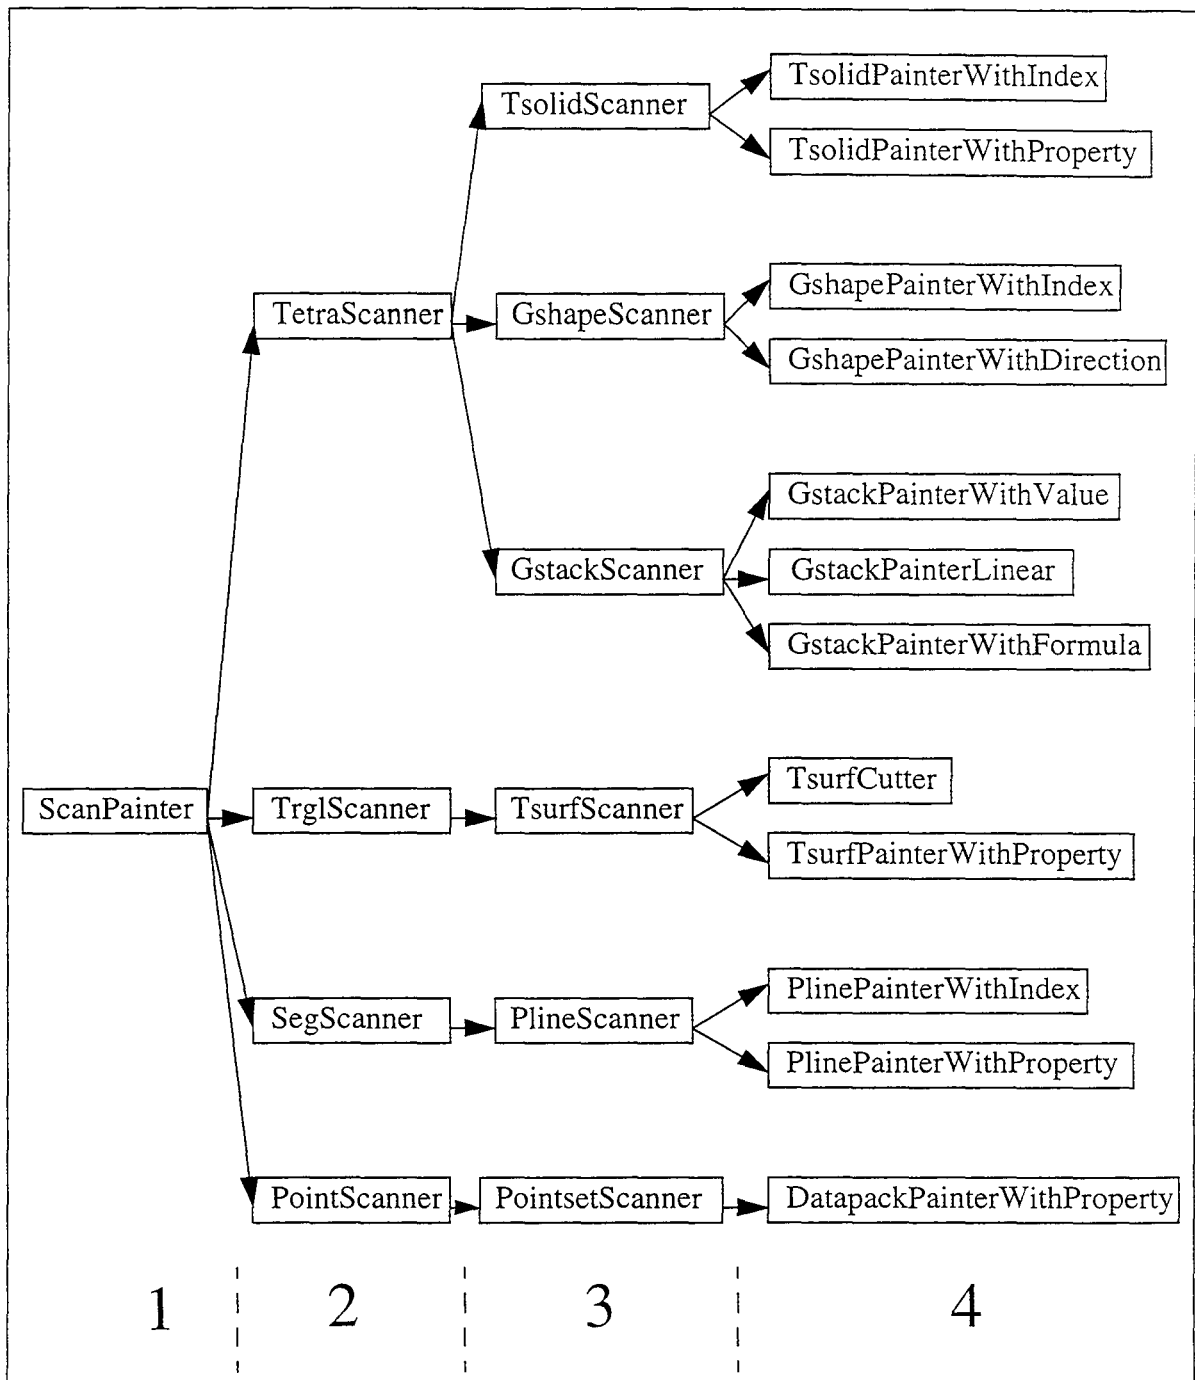 TsolidPainterWithIndex
TsolidScanner
TsolidPainterWithProperty
GshapePainterWithIndex
TetraScanner
GshapeScanner
GshapePainterWithDirection
GstackPainterWithValue
GstackScanner
GstackPainterLinear
GstackPainterWithFormula
TsurfCutter
ScanPainter
TrglScanner
TsurfScanner
TsurfPainterWithProperty
PlinePainterWithIndex
SegScanner
PlineScanner
PlinePainterWithProperty
PointScanner
PointsetScanner
DatapackPainterWithProperty
1
2
3
4